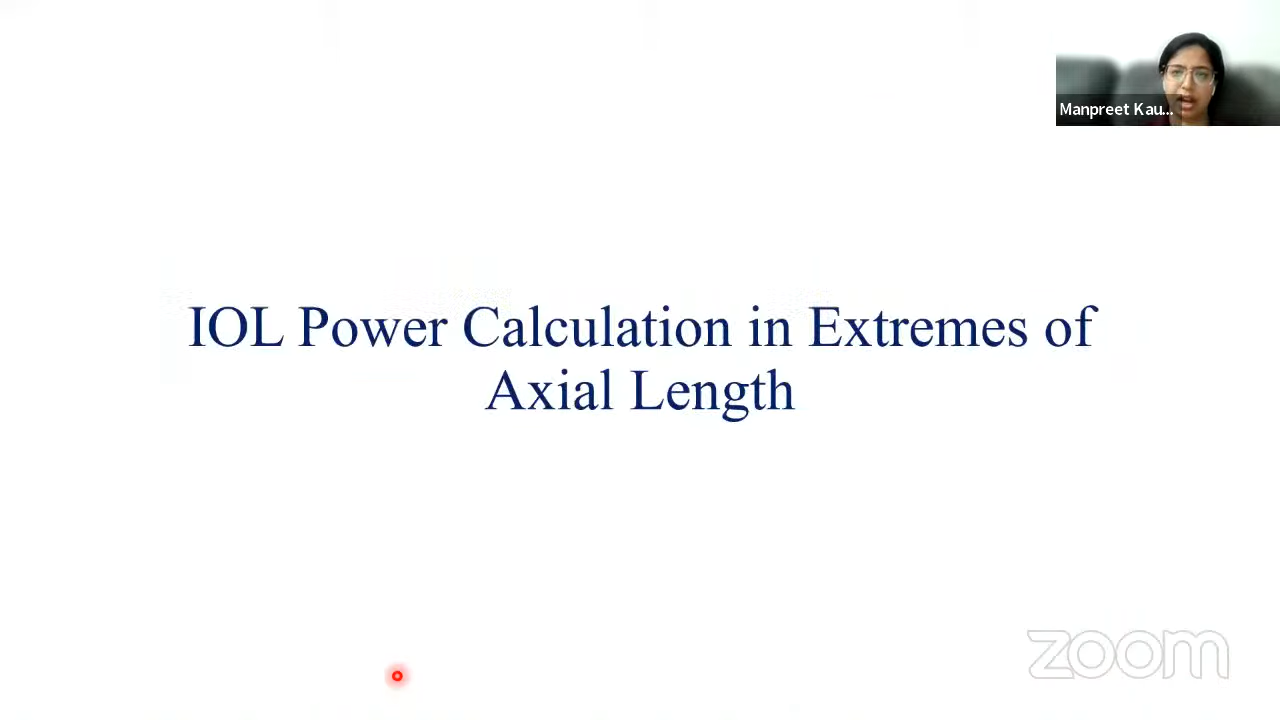 Manpreet Kau...
IOL Power Calculation in Extremes of
Axial Length
zoom